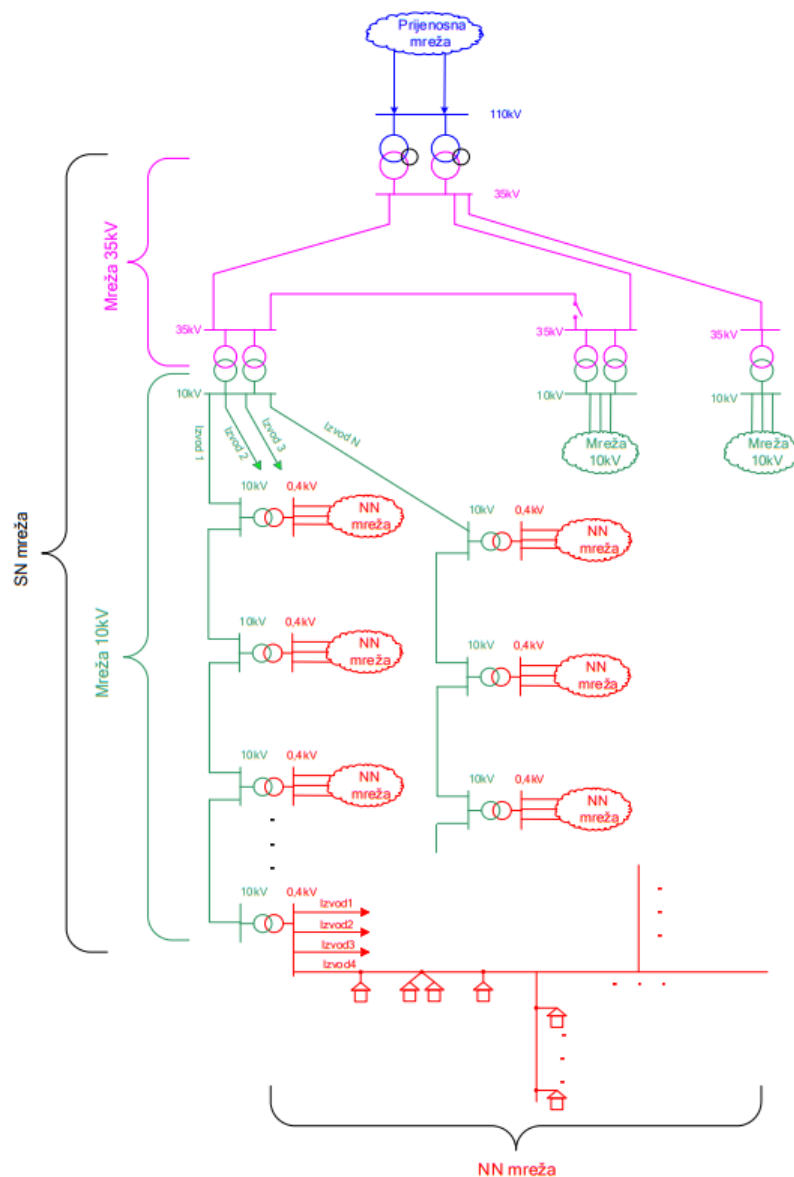 Prijenosna
mreža
110kV
35kV
Mreža 35kV
SN mreža
35kV
35kV
35kV
10kV
10kV
10kV
Izvod 1
Izvod 2
Izvod 3
Izvod N
Mreža
10kV
Mreža
10kV
Mreža 10kV
10kV
0,4kV
NN
mreža
10kV
0,4kV
NN
mreža
10kV
0,4kV
NN
mreža
10kV
0,4kV
NN
mreža
10kV
0,4kV
NN
mreža
10kV
0,4kV
NN
mreža
10kV
0,4kV
Izvod1
Izvod2
Izvod3
Izvod4
NN mreža